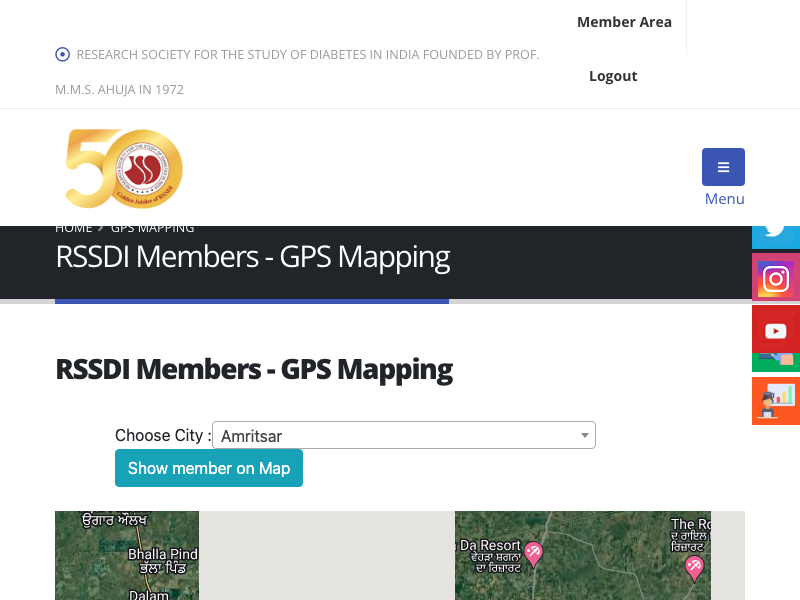 Member Area
RESEARCH SOCIETY FOR THE STUDY OF DIABETES IN INDIA FOUNDED BY PROF.
M.M.S. AHUJA IN 1972
Logout
50
Golden Jubilee of RSSDI
Menu
HOME > GPS MAPPING
RSSDI Members - GPS Mapping
RSSDI Members - GPS Mapping
Choose City : Amritsar
Show member on Map
ਉਗਾਰ ਔਲਖ
Bhalla Pind
ਭੱਲਾ ਪਿੰਡ
Dalam
Da Resort
ਵੇਹੜਾ ਸ਼ਗਨਾ
ਦਾ ਰਿਜ਼ਾਰਟ
The Ro
ਦ ਰਾਇਲ
ਰਿਜ਼ਾਰਟ